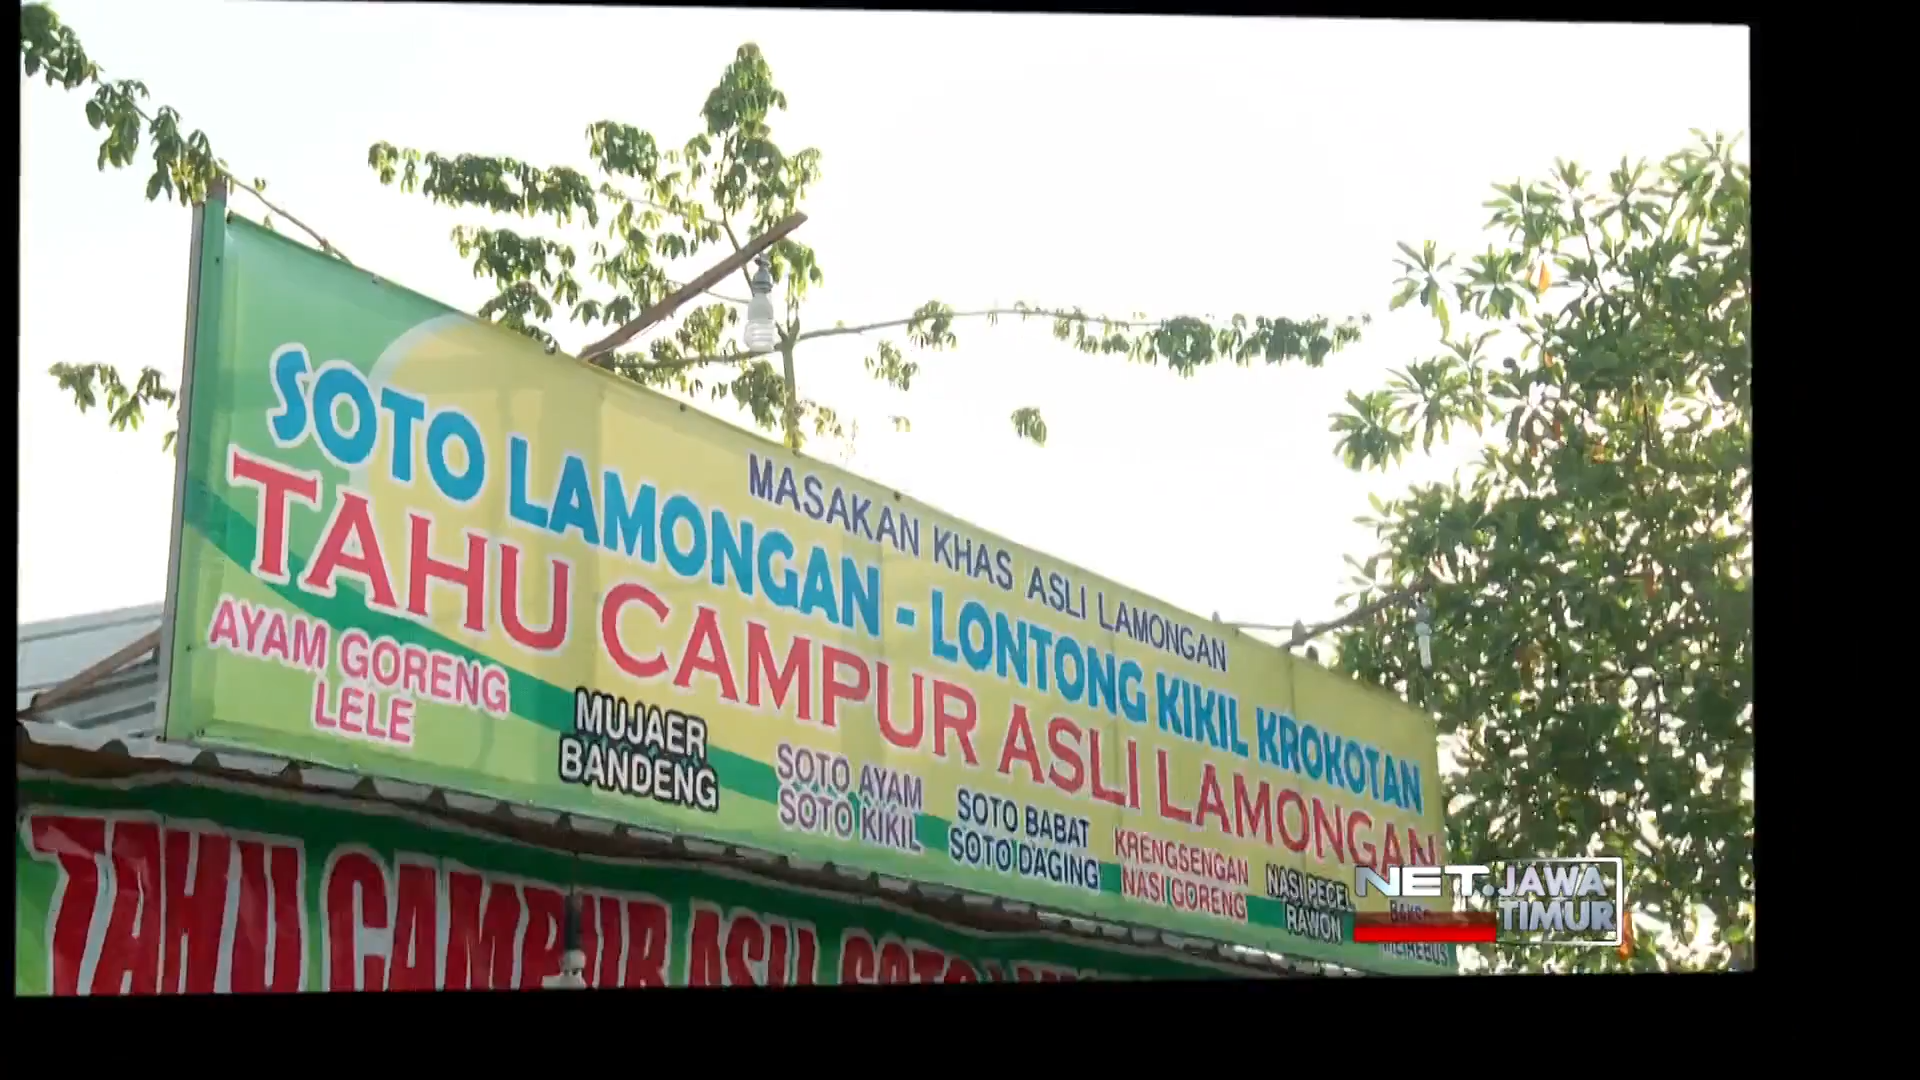 MASAKAN KHAS ASLI LAMONGAN
SOTO LAMONGAN - LONTONG KIKIL KROKOTAN
TAHU CAMPUR ASLI LAMONGAN
AYAM GORENG
LELE
MUJAER
BANDENG
SOTO AYAM
SOTO KIKIL
SOTO BABAT
SOTO DAGING
KRENGSENGAN
NASI GORENG
NASI PECEL
RAWON
NET. JAWA
TIMUR
TAHU CAMPUR ASLI SOTO